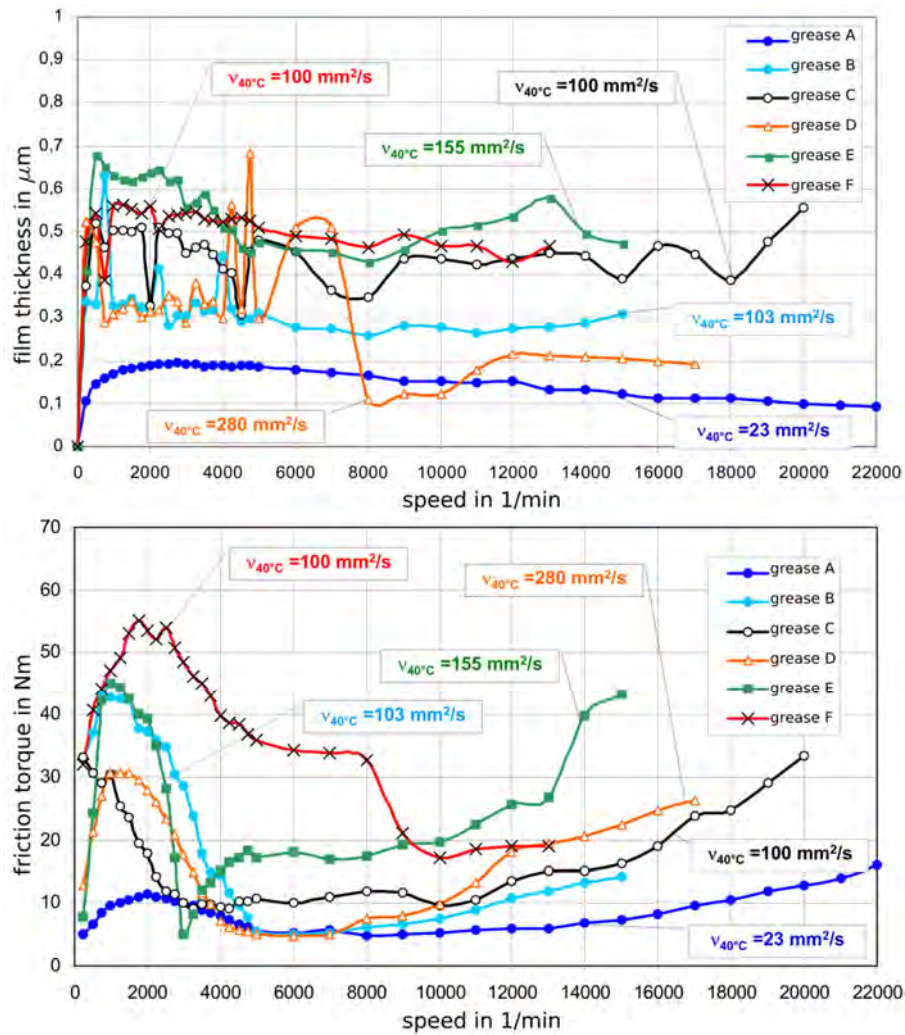 1
0,9
0,8
0,7
0,6
0,5
0,4
0,3
0,2
0,1
0
film thickness in μm
ν40°C =100 mm²/s
ν40°C =100 mm²/s
ν40°C =155 mm²/s
ν40°C =103 mm²/s
ν40°C =280 mm²/s
ν40°C =23 mm²/s
grease A
grease B
grease C
grease D
grease E
grease F
0 2000 4000 6000 8000 10000 12000 14000 16000 18000 20000 22000
speed in 1/min
70
60
50
40
30
20
10
0
friction torque in Nm
ν40°C =100 mm²/s
ν40°C =280 mm²/s
ν40°C =155 mm²/s
ν40°C =103 mm²/s
ν40°C =100 mm²/s
ν40°C =23 mm²/s
grease A
grease B
grease C
grease D
grease E
grease F
0 2000 4000 6000 8000 10000 12000 14000 16000 18000 20000 22000
speed in 1/min